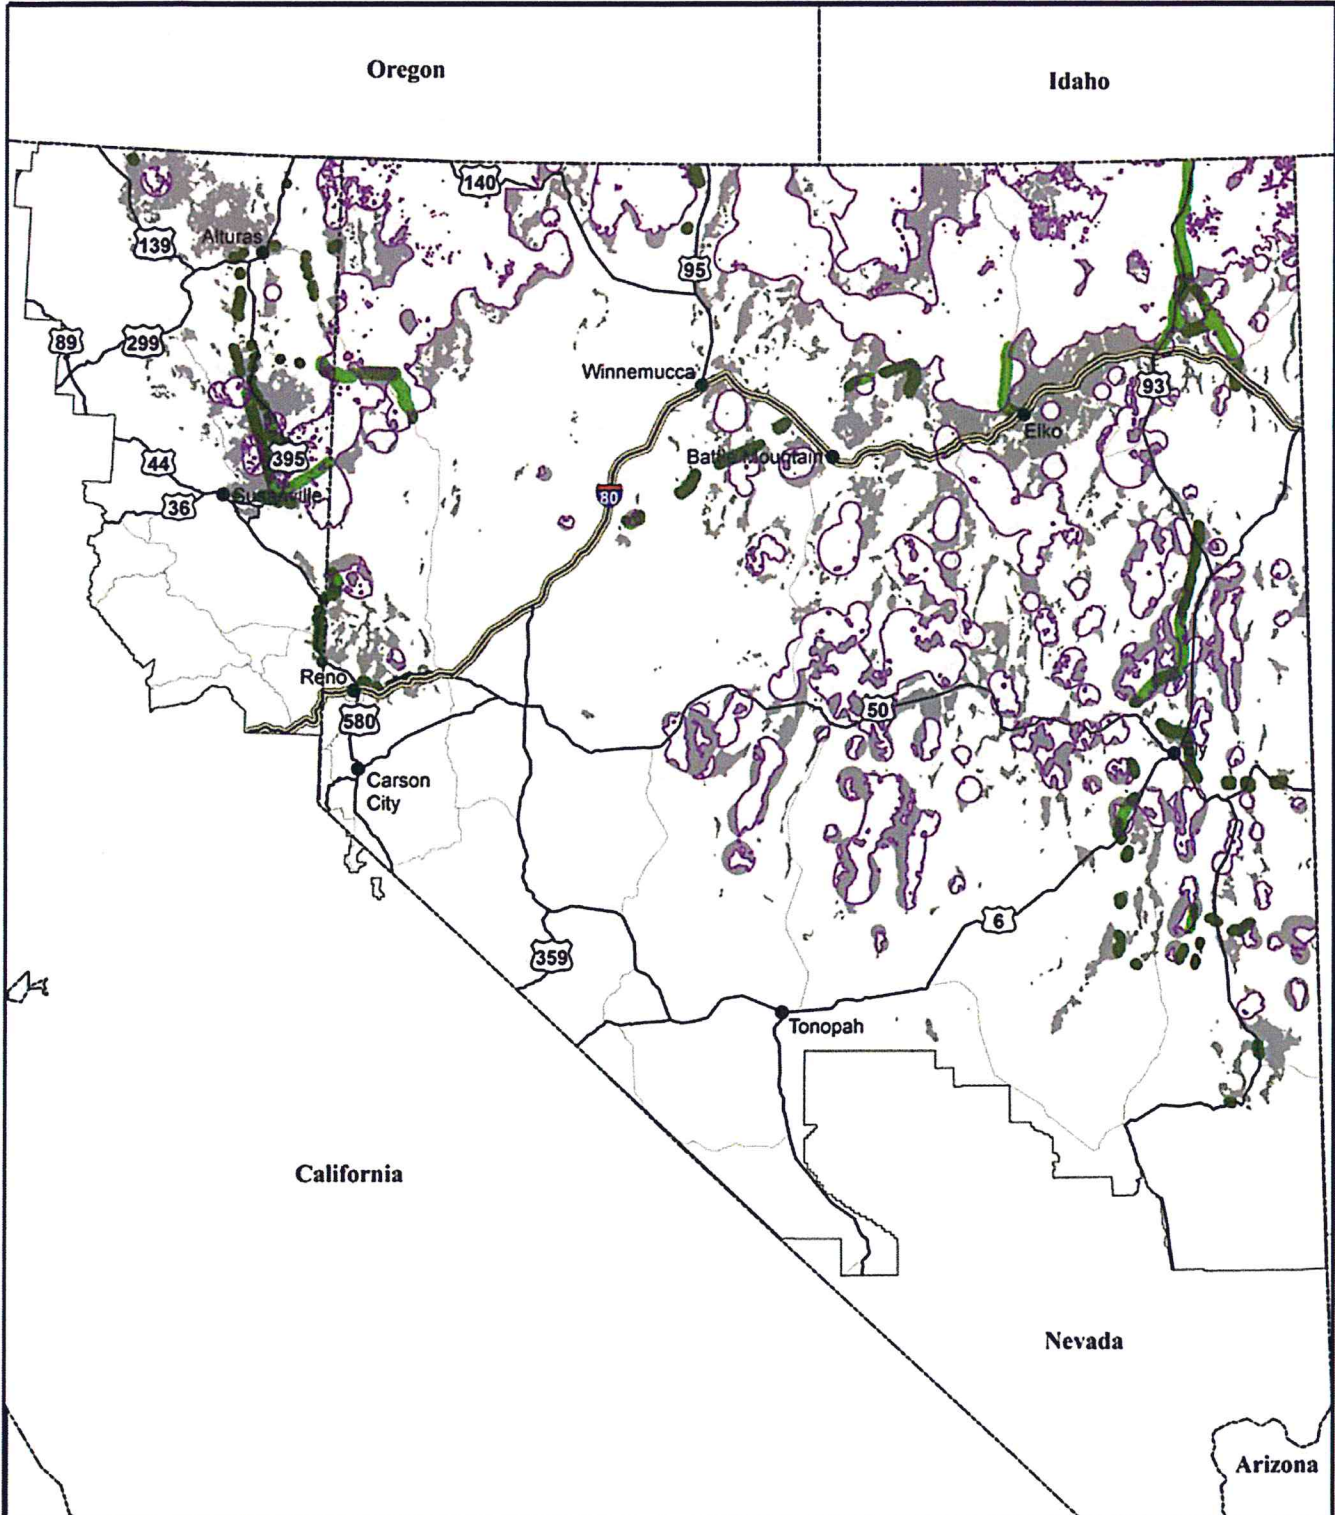 Oregon
Idaho
140
139
Alturas
95
89
299
Winnemucca
93
Elko
395
44
Battle Mountain
Susanville
36
80
Reno
50
580
Carson
City
6
359
Tonopah
California
Nevada
Arizona